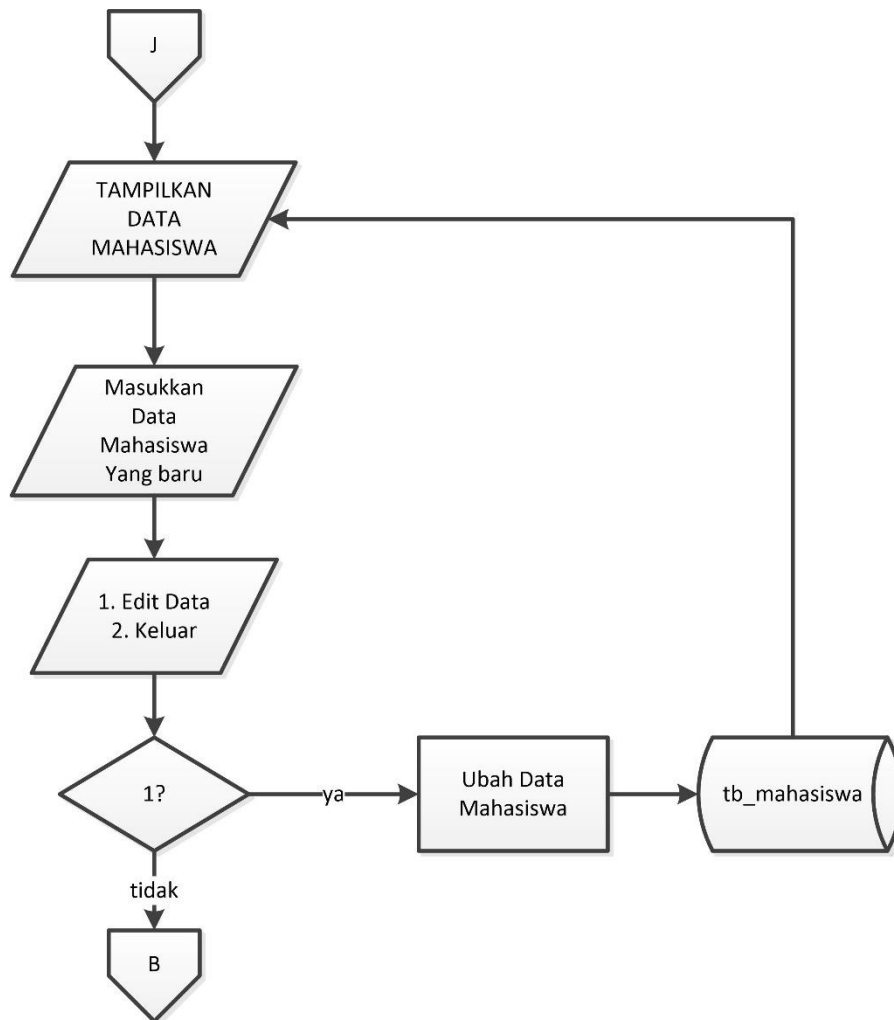 J
TAMPILKAN
DATA
MAHASISWA
Masukkan
Data
Mahasiswa
Yang baru
1. Edit Data
2. Keluar
1?
ya
Ubah Data
Mahasiswa
tb_mahasiswa
tidak
B